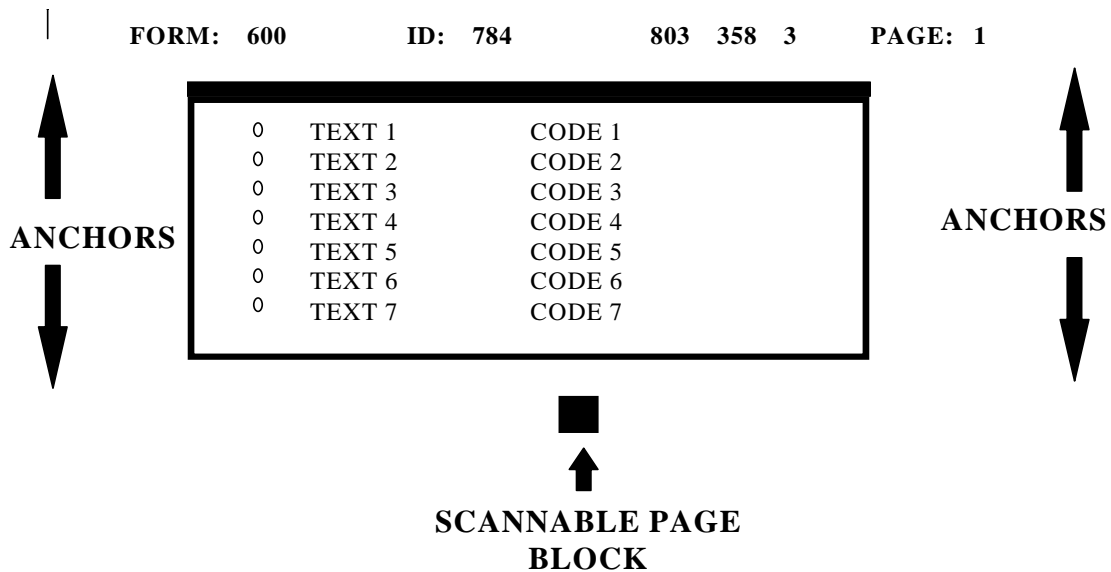 FORM: 600 ID: 784 803 358 3 PAGE: 1
TEXT 1 CODE 1
TEXT 2 CODE 2
TEXT 3 CODE 3
TEXT 4 CODE 4
TEXT 5 CODE 5
TEXT 6 CODE 6
TEXT 7 CODE 7
ANCHORS
ANCHORS
SCANNABLE PAGE
BLOCK